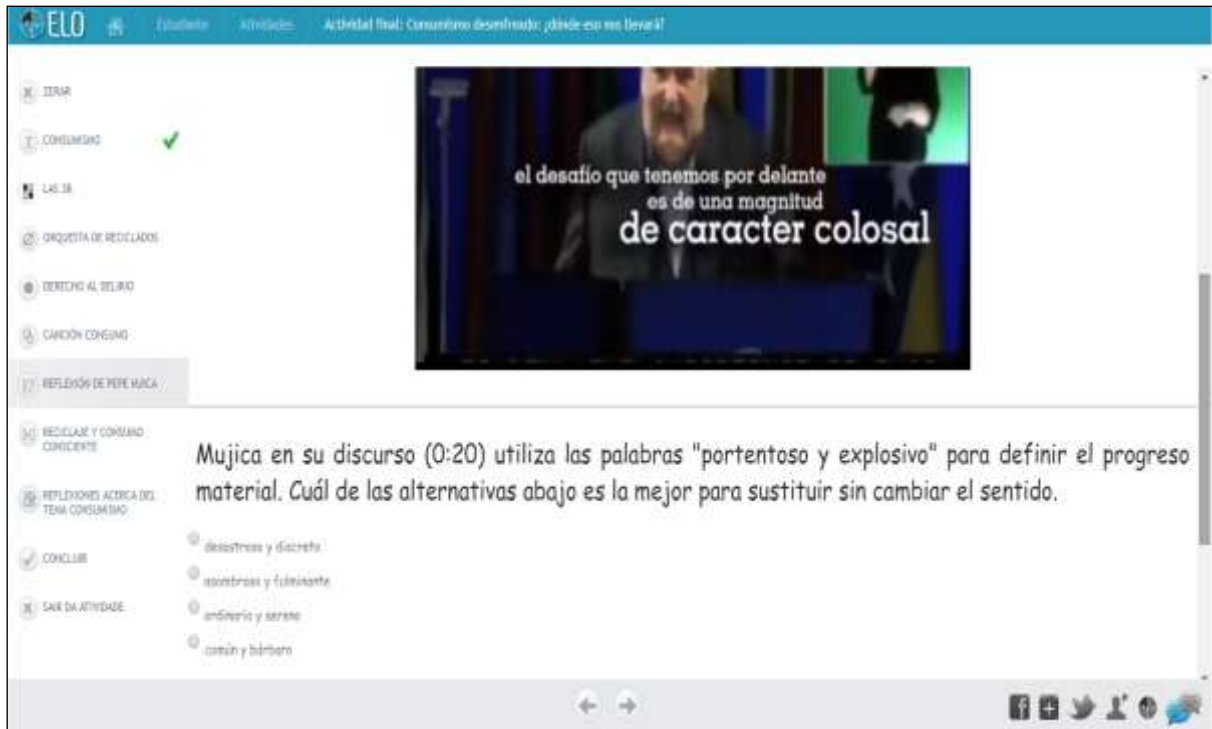 ELO Estudiante Atividades Actividad final: Consumismo desenfrenado: ¿dónde eso nos llevará?
ZERAR
CONSUMISMO
LAS 3R
ORQUESTA DE RECICLADOS
DERECHO AL DELIRIO
CANCIÓN CONSUMO
REFLEXIÓN DE PEPE MUJICA
RECICLAJE Y CONSUMO
CONSCIENTE
REFLEXIONES ACERCA DEL
TEMA CONSUMISMO
CONCLUIR
SAIR DA ATIVIDADE
el desafío que tenemos por delante
es de una magnitud
de caracter colosal
Mujica en su discurso (0:20) utiliza las palabras "portentoso y explosivo" para definir el progreso
material. Cuál de las alternativas abajo es la mejor para sustituir sin cambiar el sentido.
desastroso y discreto
asombroso y fulminante
ordinario y sereno
común y bárbaro